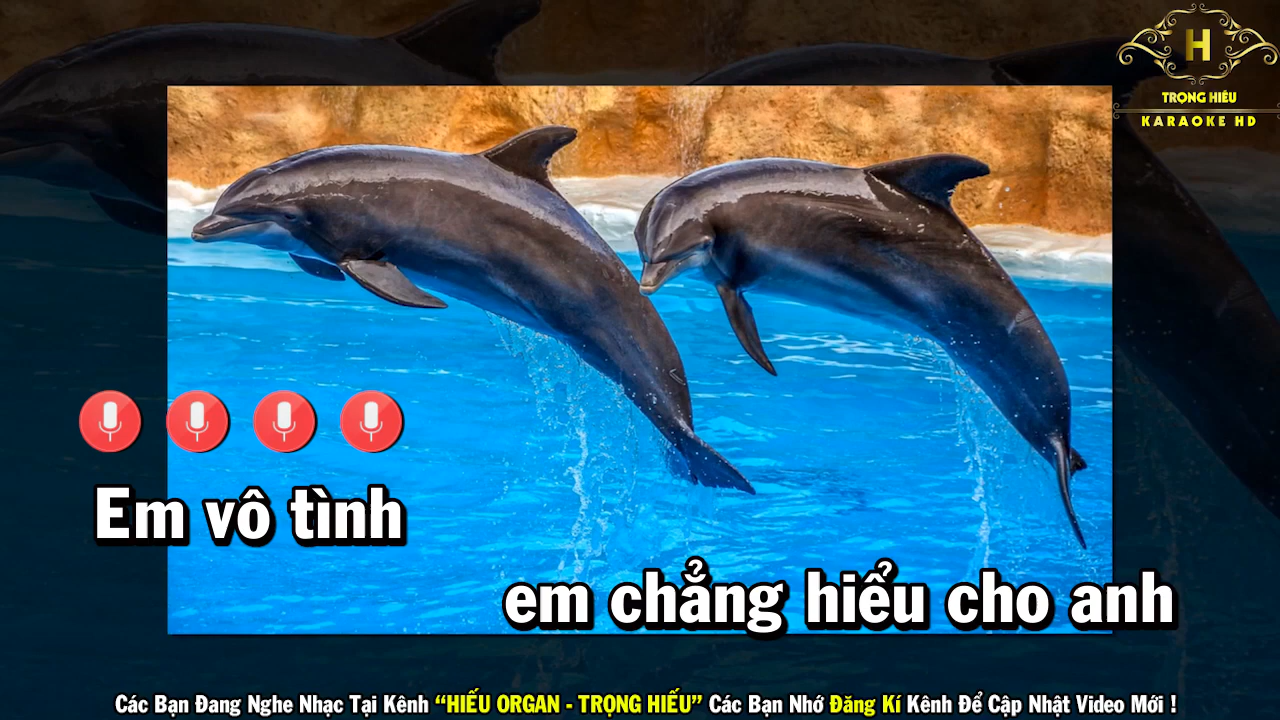 H
TRỌNG HIẾU
KARAOKE HD
Em vô tình
em chẳng hiểu cho anh
Các Bạn Đang Nghe Nhạc Tại Kênh “HIẾU ORGAN - TRỌNG HIẾU” Các Bạn Nhớ Đăng Kí Kênh Để Cập Nhật Video Mới !